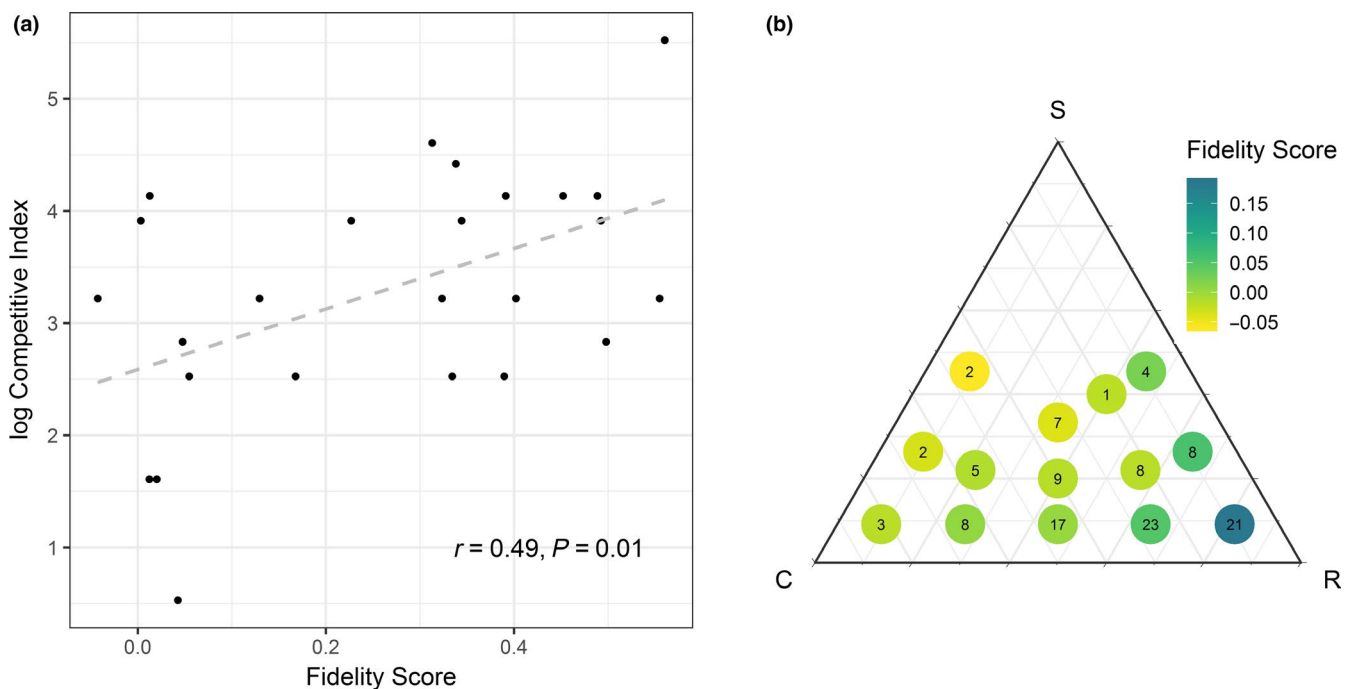 (a)
log Competitive Index
5
4
3
2
1
r = 0.49, P = 0.01
0.0 0.2 0.4
Fidelity Score
(b)
S
Fidelity Score
0.15
0.10
0.05
0.00
−0.05
2 4
1
7
2 8
5 9 8
3 8 17 23 21
C R